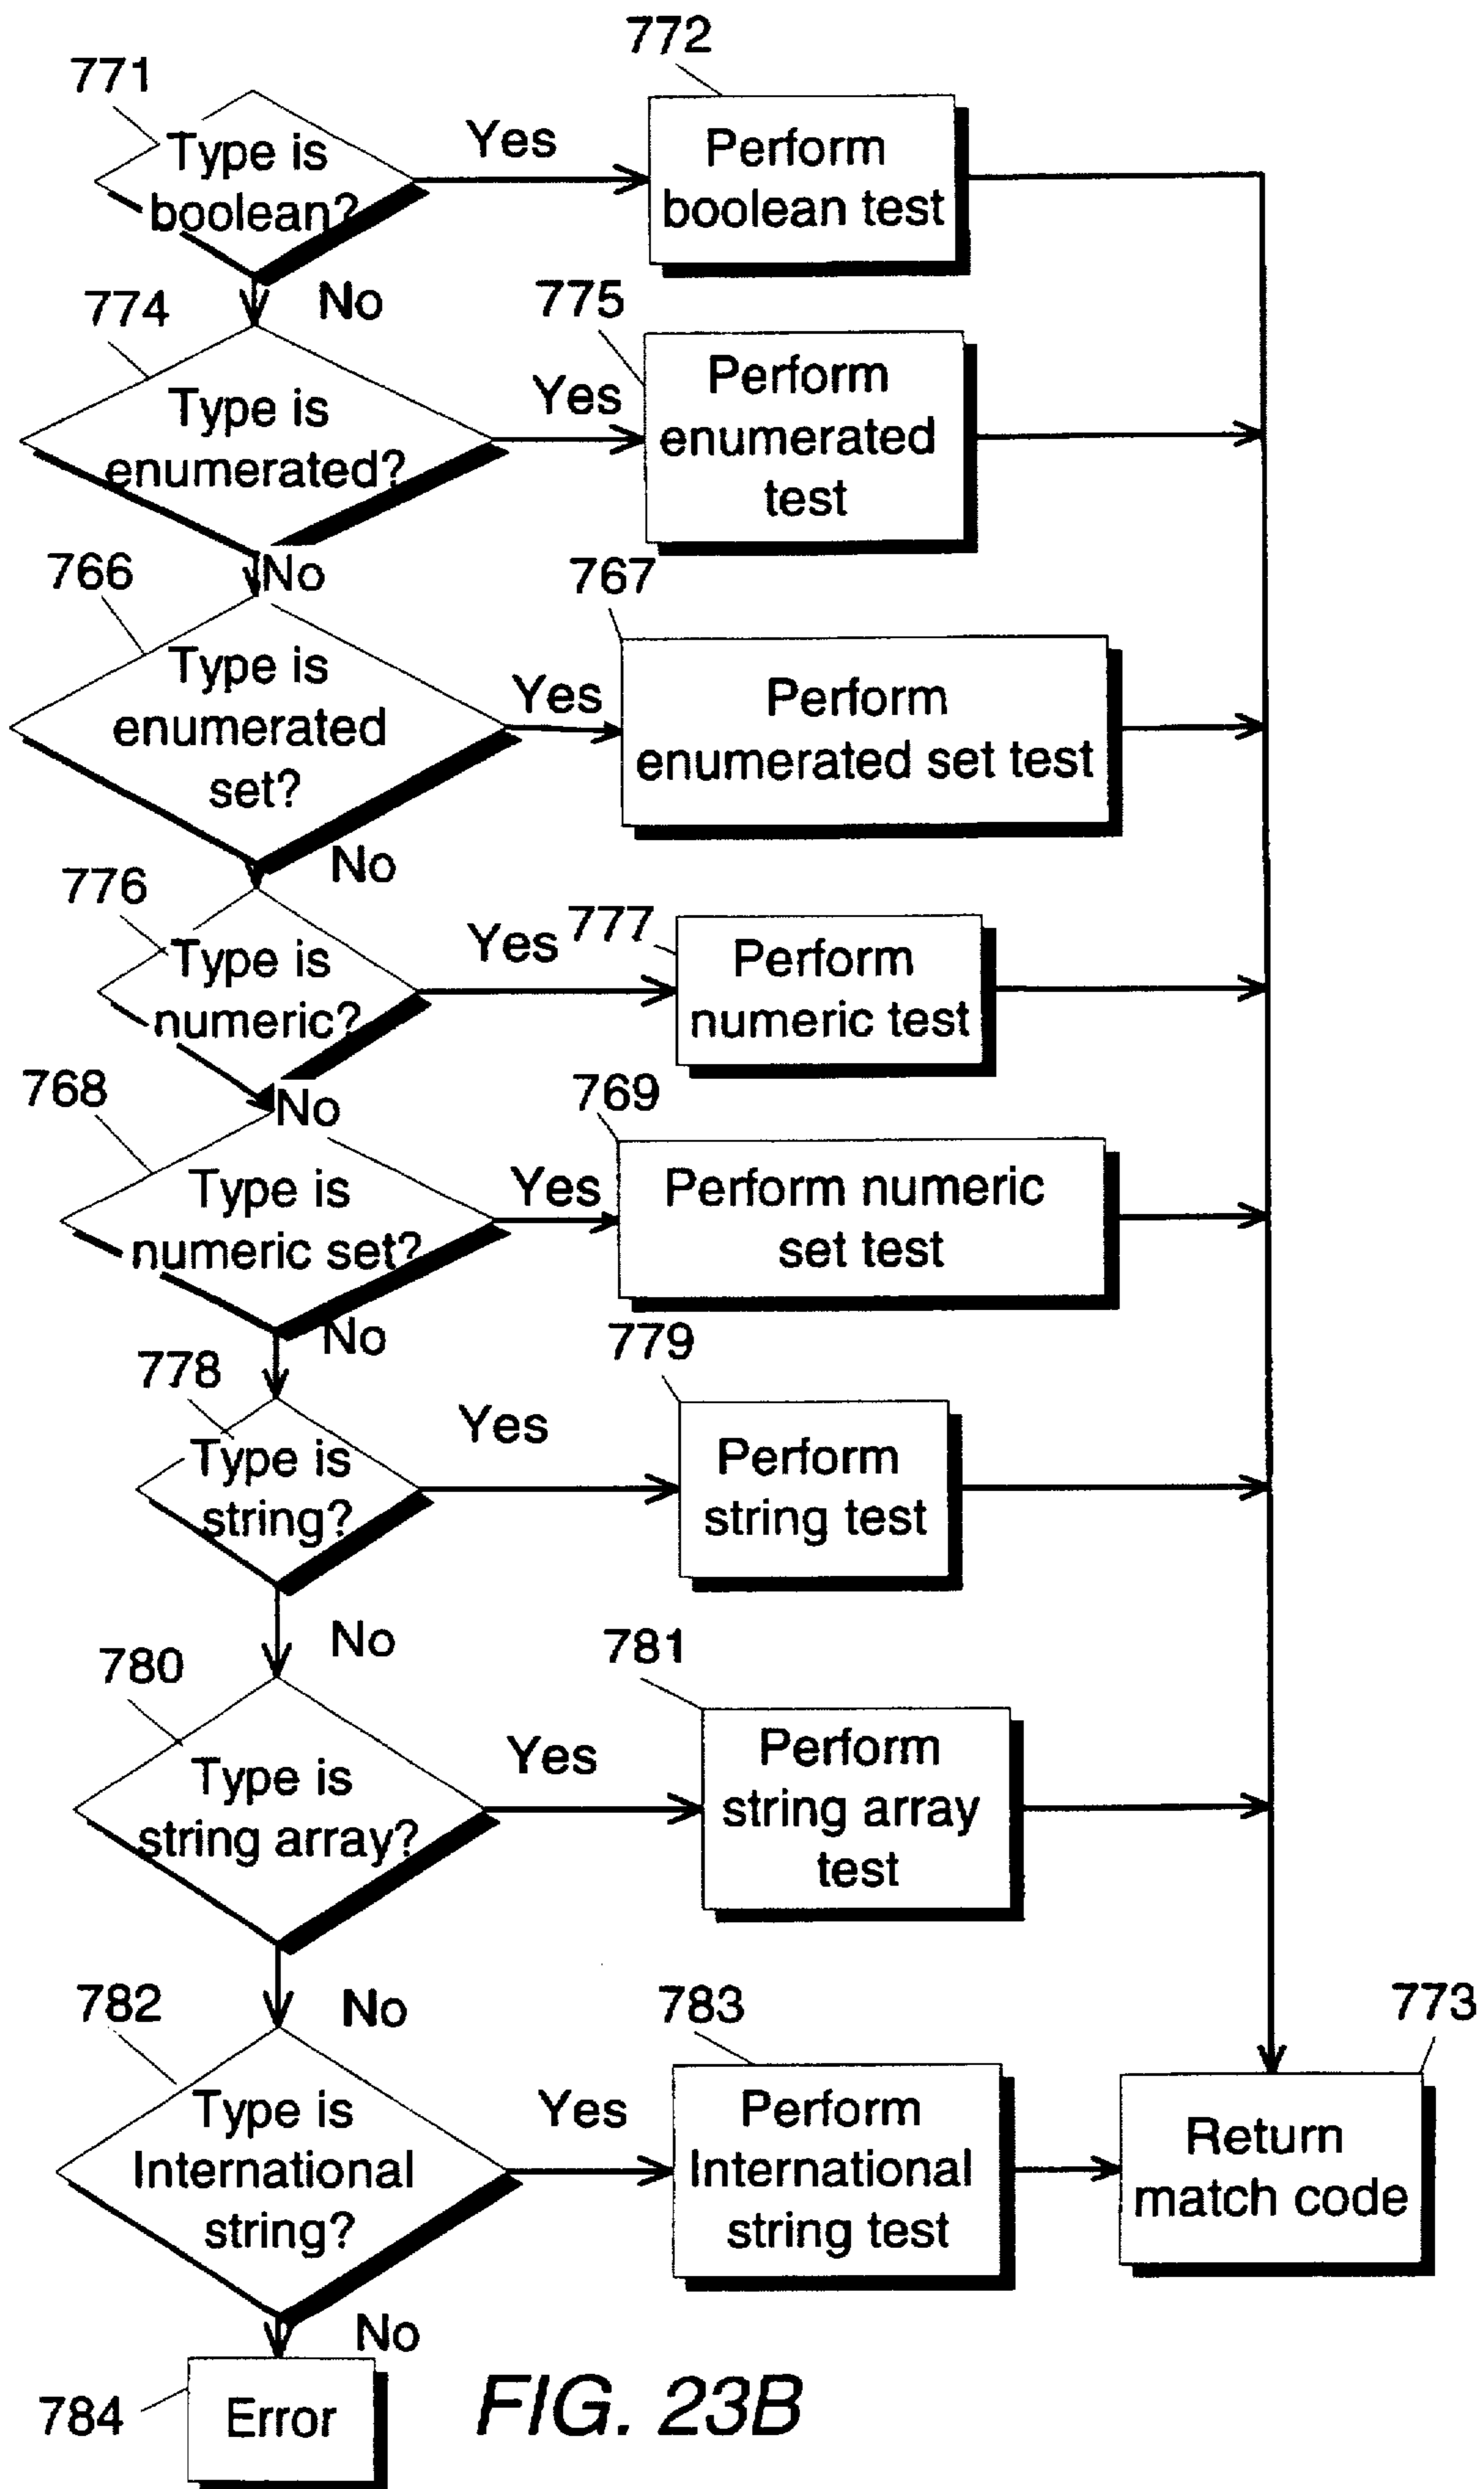 772
771
Type is
boolean?
Yes
Perform
boolean test
No
774
775
Type is
enumerated?
Yes
Perform
enumerated
test
No
766
767
Type is
enumerated
set?
Yes
Perform
enumerated set test
No
776
777
Type is
numeric?
Yes
Perform
numeric test
No
768
769
Type is
numeric set?
Yes
Perform numeric
set test
No
778
779
Type is
string?
Yes
Perform
string test
No
780
781
Type is
string array?
Yes
Perform
string array
test
No
782
783
773
Type is
International
string?
Yes
Perform
International
string test
Return
match code
No
784
Error
FIG. 23B